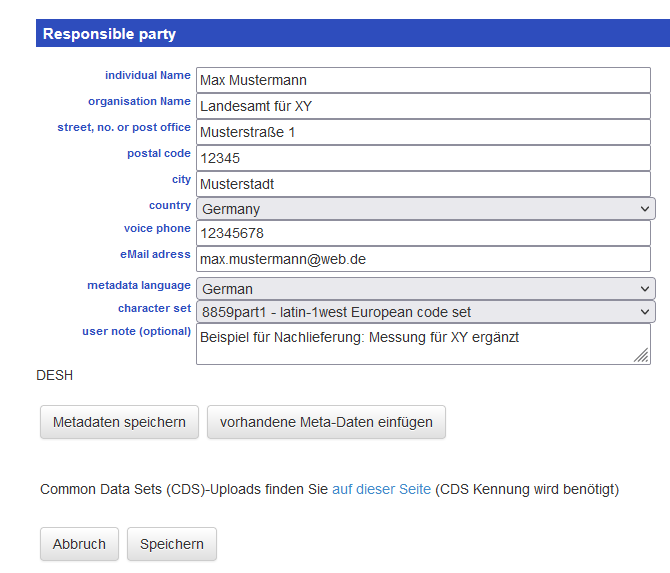 Responsible party
individual Name Max Mustermann
organisation Name Landesamt für XY
street, no. or post office Musterstraße 1
postal code 12345
city Musterstadt
country Germany
voice phone 12345678
eMail adress max.mustermann@web.de
metadata language German
character set 8859part1 - latin-1west European code set
user note (optional) Beispiel für Nachlieferung: Messung für XY ergänzt
DESH
Metadaten speichern vorhandene Meta-Daten einfügen
Common Data Sets (CDS)-Uploads finden Sie auf dieser Seite (CDS Kennung wird benötigt)
Abbruch Speichern